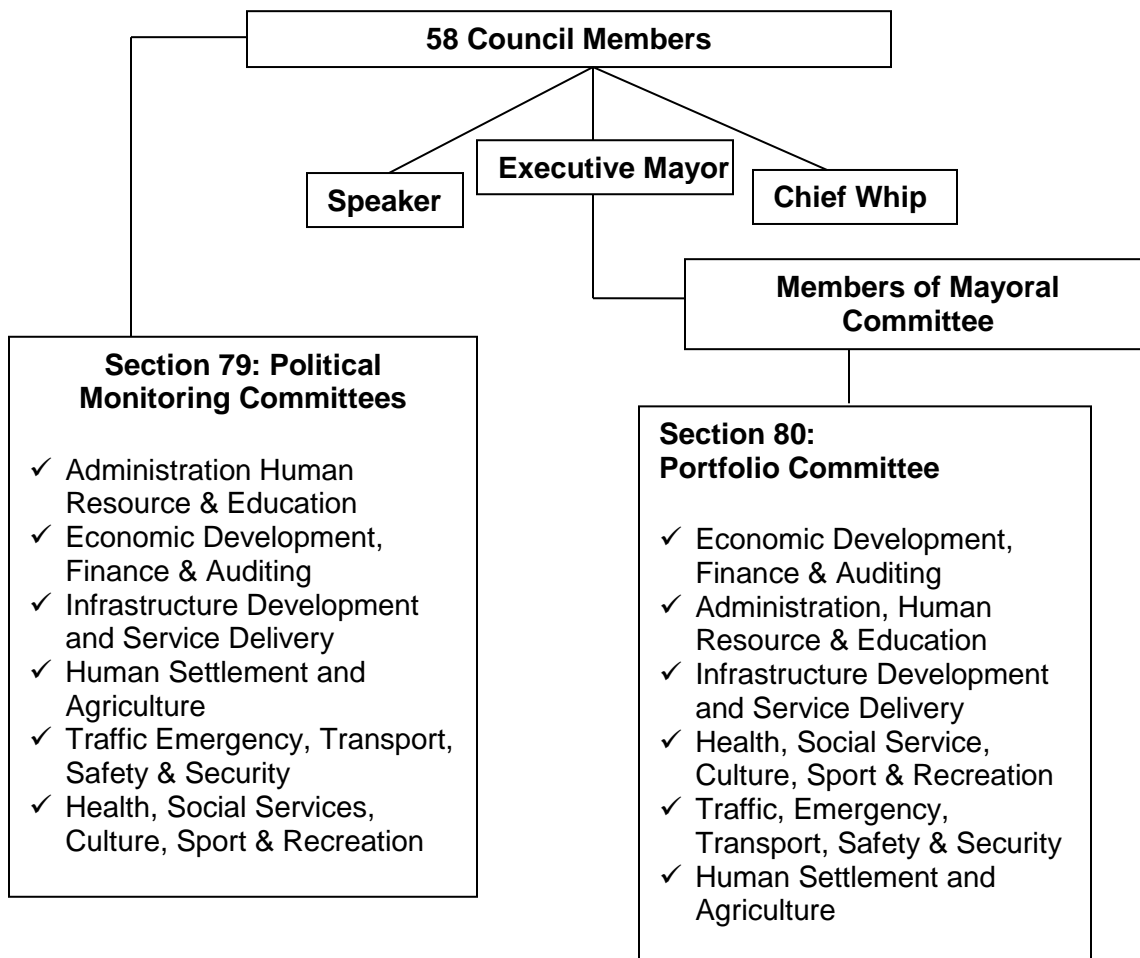 58 Council Members
Executive Mayor
Speaker
Chief Whip
Members of Mayoral
Committee
Section 79: Political
Monitoring Committees
✓ Administration Human
Resource & Education
✓ Economic Development,
Finance & Auditing
✓ Infrastructure Development
and Service Delivery
✓ Human Settlement and
Agriculture
✓ Traffic Emergency, Transport,
Safety & Security
✓ Health, Social Services,
Culture, Sport & Recreation
Section 80:
Portfolio Committee
✓ Economic Development,
Finance & Auditing
✓ Administration, Human
Resource & Education
✓ Infrastructure Development
and Service Delivery
✓ Health, Social Service,
Culture, Sport & Recreation
✓ Traffic, Emergency,
Transport, Safety & Security
✓ Human Settlement and
Agriculture